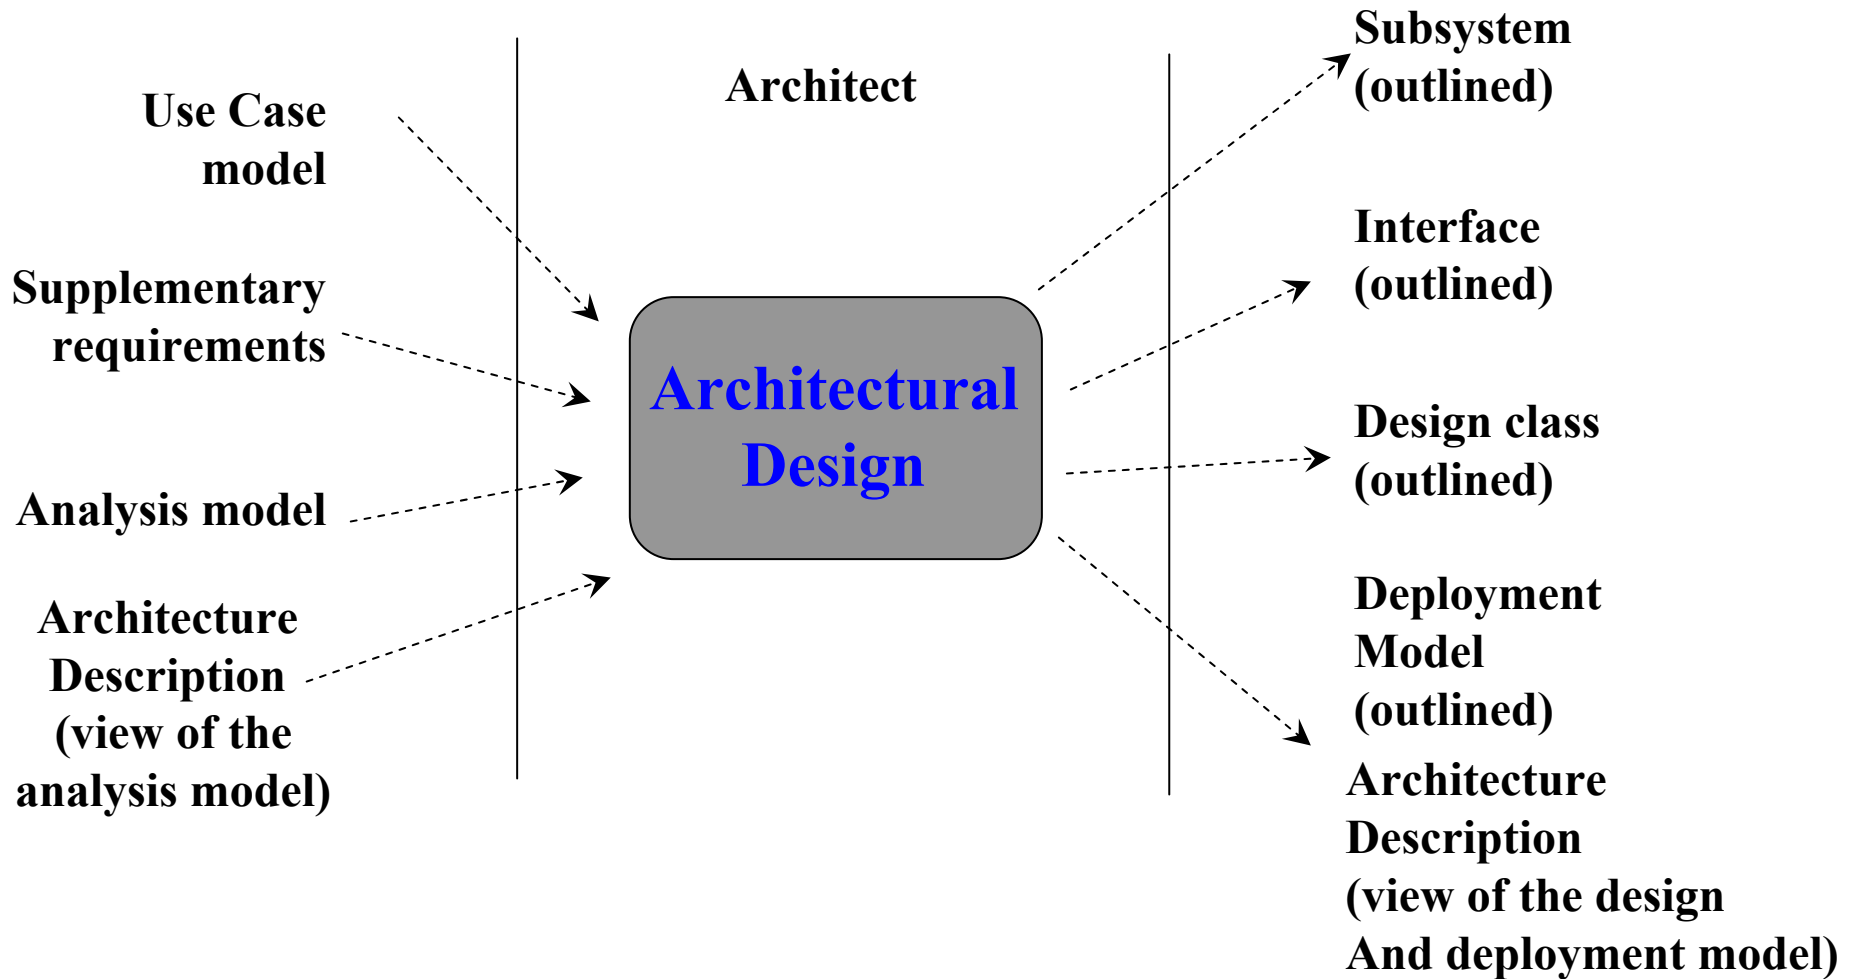 Use Case
model
Supplementary
requirements
Analysis model
Architecture
Description
(view of the
analysis model)
Architect
Architectural
Design
Subsystem
(outlined)
Interface
(outlined)
Design class
(outlined)
Deployment
Model
(outlined)
Architecture
Description
(view of the design
And deployment model)